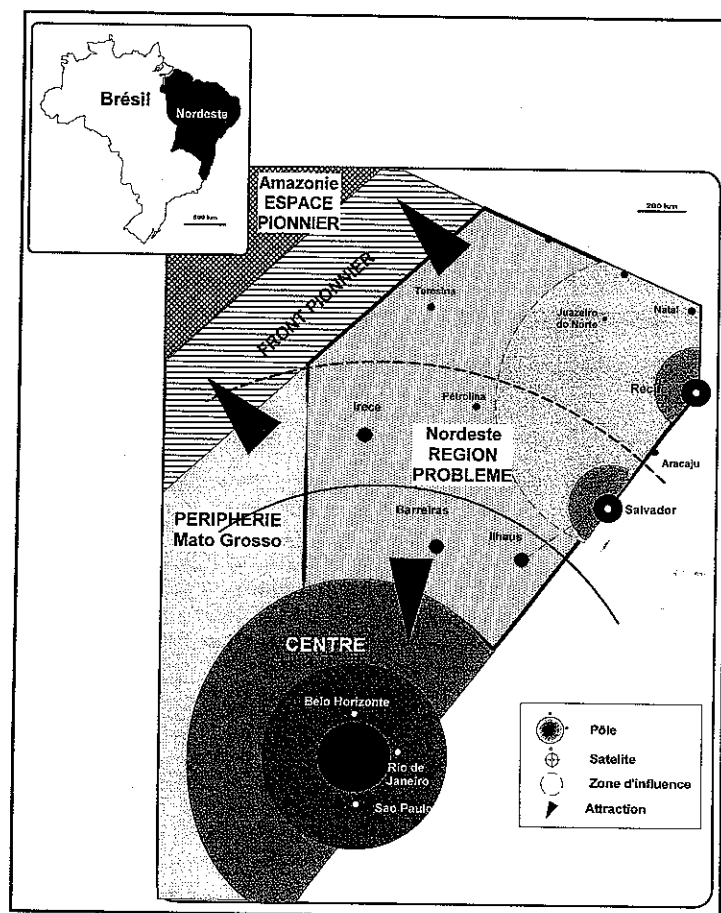 Brésil
Nordeste
800 km
Amazonie
ESPACE
PIONNIER
200 km
FRONT PIONNIER
Teresina
Juazeiro
do Norte
Natal
Recife
Pétrolina
Irece
Nordeste
REGION
PROBLEME
Aracaju
PERIPHERIE
Mato Grosso
Barreiras
Ilheus
Salvador
CENTRE
Belo Horizonte
Rio de
Janeiro
Sao Paulo
Pôle
Satelite
Zone d'influence
Attraction